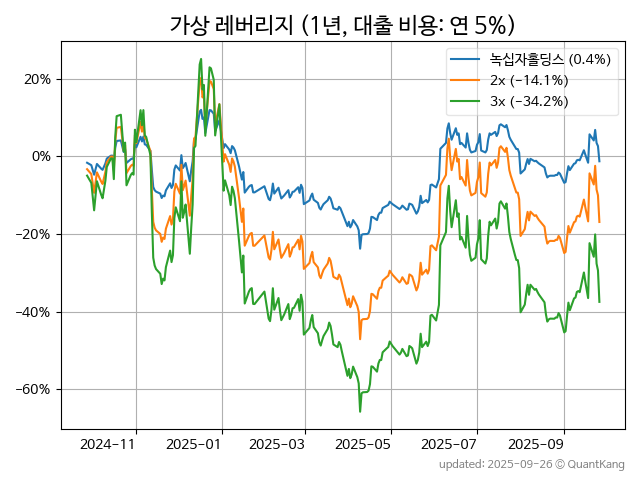 가상 레버리지 (1년, 대출 비용: 연 5%)
녹십자홀딩스 (0.4%)
2x (−14.1%)
3x (−34.2%)
20%
0%
−20%
−40%
−60%
2024-11
2025-01
2025-03
2025-05
2025-07
2025-09
updated: 2025-09-26 © QuantKang